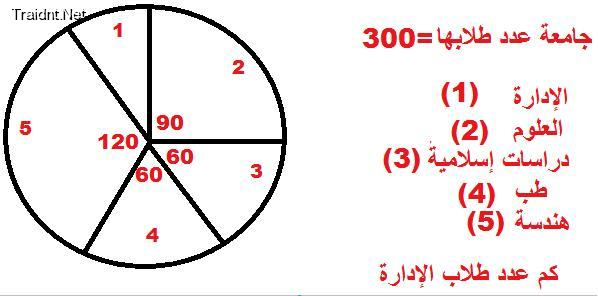 Traidnt.Net
جامعة عدد طلابها=300
1
2
5
90
120
60
3
60
4
الإدارة (1)
العلوم (2)
دراسات إسلامية (3)
طب (4)
هندسة (5)
كم عدد طلاب الإدارة